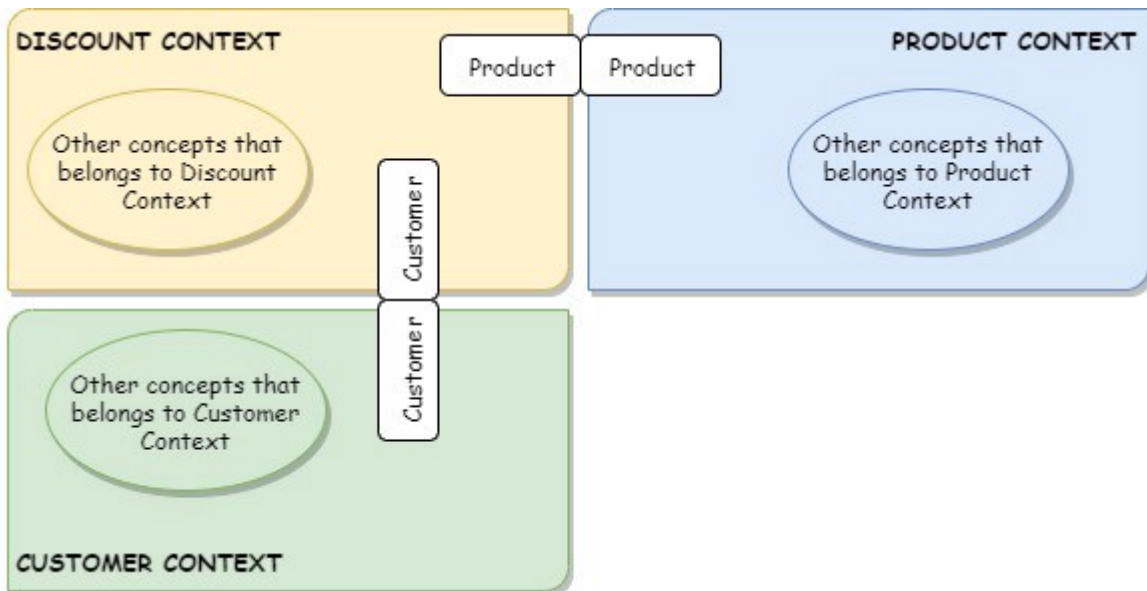 DISCOUNT CONTEXT
Product
Product
PRODUCT CONTEXT
Other concepts that
belongs to Discount
Context
Customer
Other concepts that
belongs to Product
Context
Customer
Other concepts that
belongs to Customer
Context
CUSTOMER CONTEXT